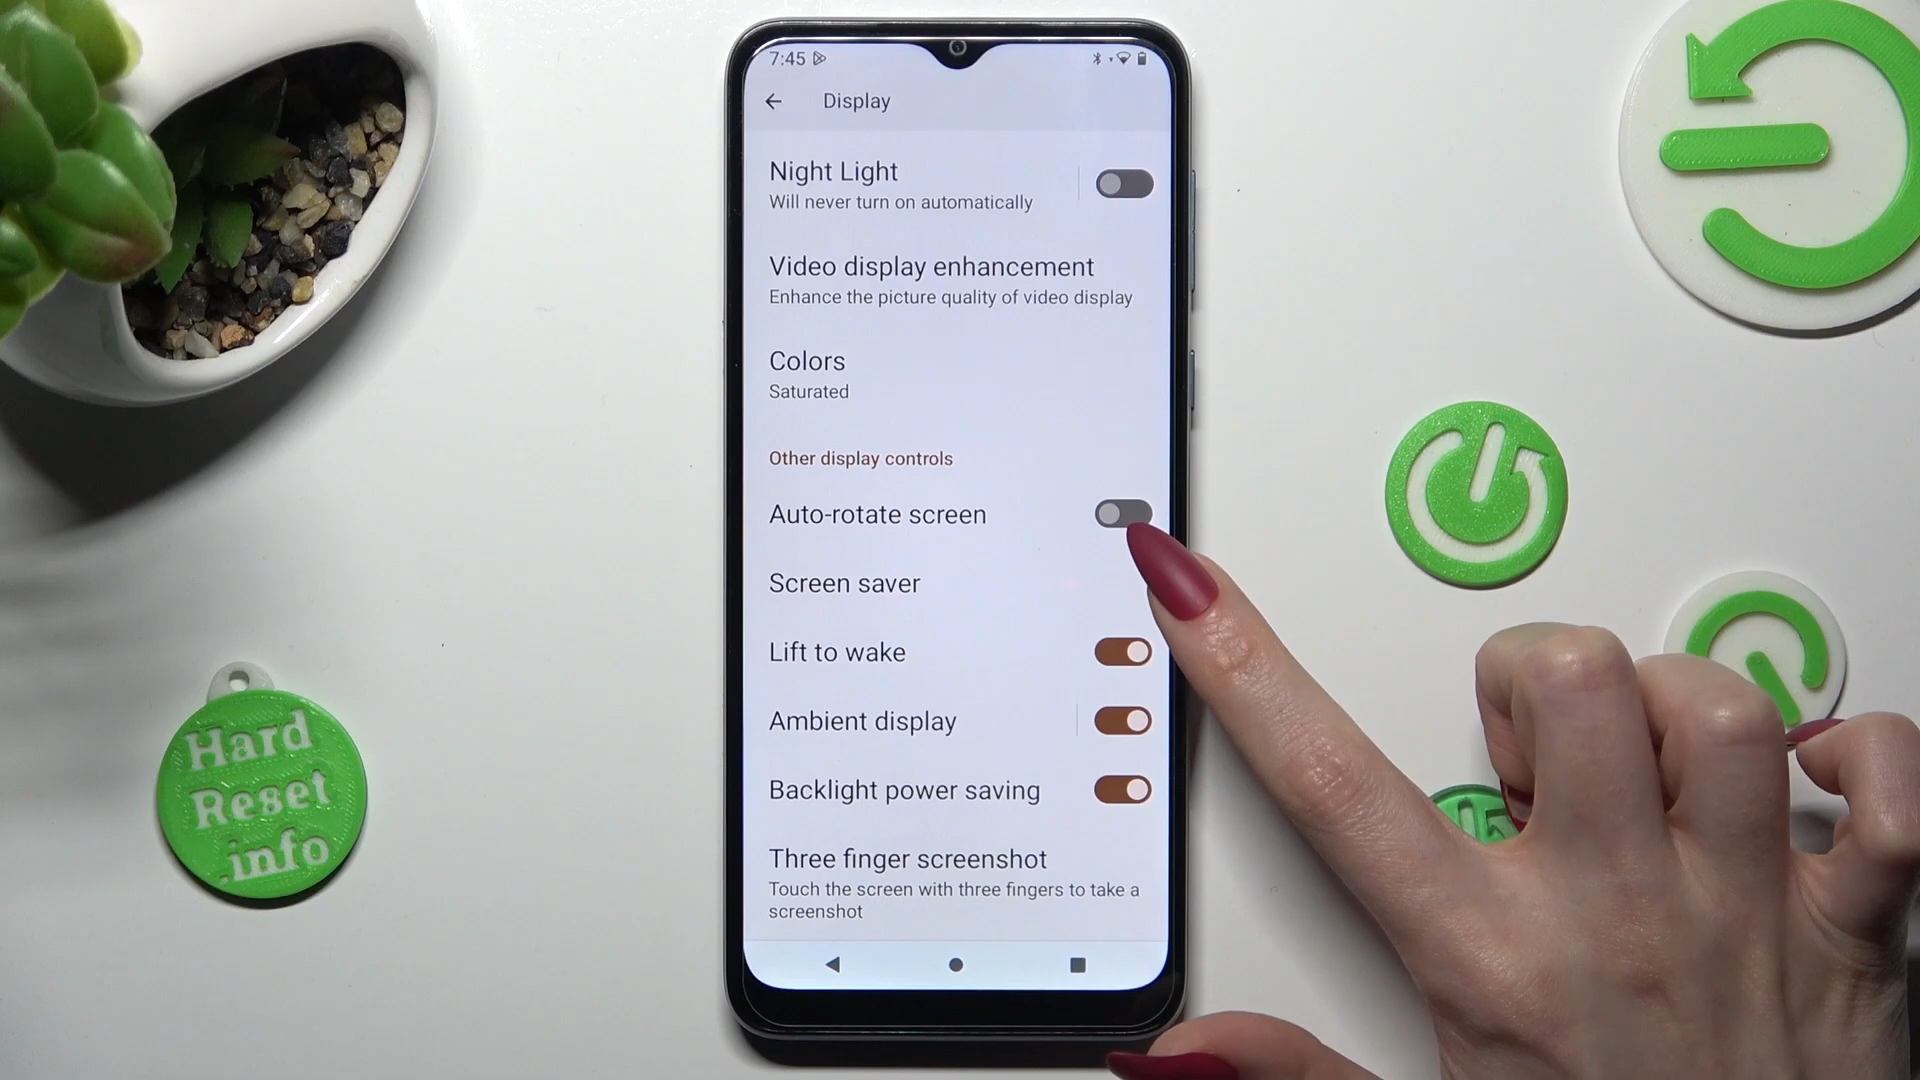 7:45
Display
Night Light
Will never turn on automatically
Video display enhancement
Enhance the picture quality of video display
Colors
Saturated
Other display controls
Auto-rotate screen
Screen saver
Lift to wake
Ambient display
Backlight power saving
Three finger screenshot
Touch the screen with three fingers to take a
screenshot
Hard
Reset
.info